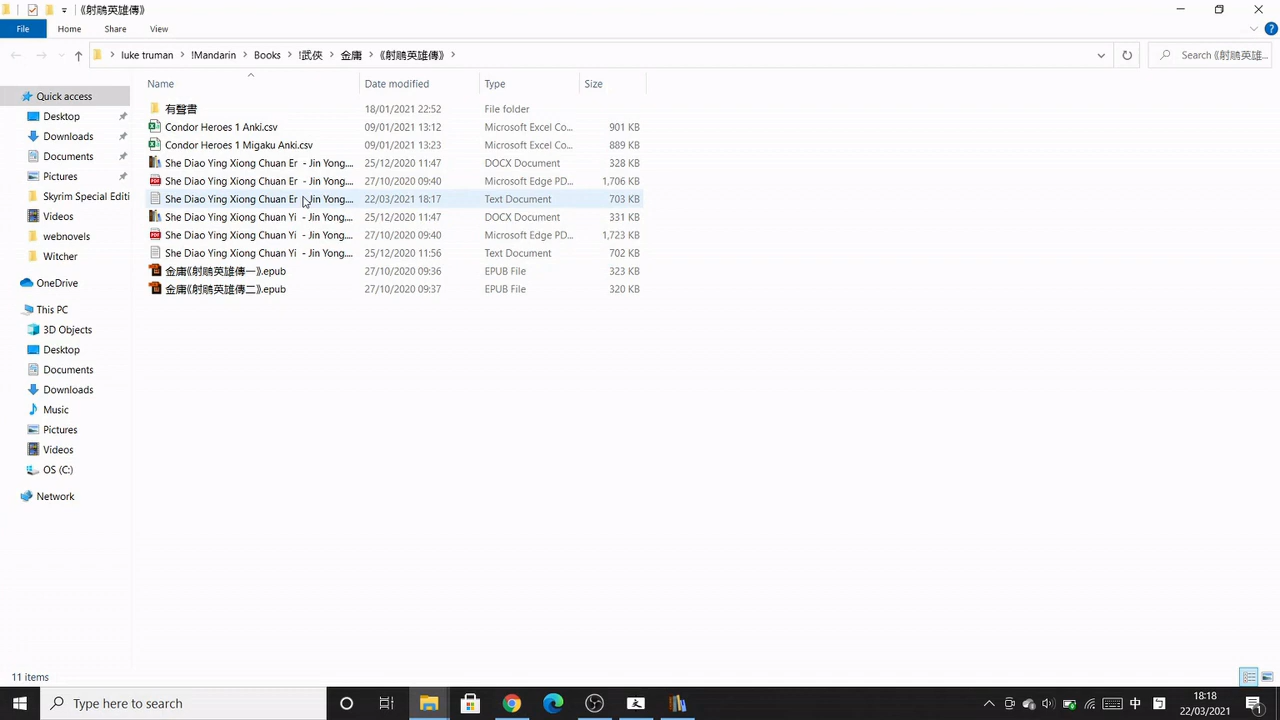 《射鵰英雄傳》
File Home Share View
luke truman !Mandarin Books !武俠 金庸 《射鵰英雄傳》 Search 《射鵰英雄...
Name Date modified Type Size
Quick access
Desktop
Downloads
Documents
Pictures
Skyrim Special Editi
Videos
webnovels
Witcher
OneDrive
This PC
3D Objects
Desktop
Documents
Downloads
Music
Pictures
Videos
OS (C:)
Network
有聲書 18/01/2021 22:52 File folder
Condor Heroes 1 Anki.csv 09/01/2021 13:12 Microsoft Excel Co... 901 KB
Condor Heroes 1 Migaku Anki.csv 09/01/2021 13:23 Microsoft Excel Co... 889 KB
She Diao Ying Xiong Chuan Er - Jin Yong.... 25/12/2020 11:47 DOCX Document 328 KB
She Diao Ying Xiong Chuan Er - Jin Yong.... 27/10/2020 09:40 Microsoft Edge PD... 1,706 KB
She Diao Ying Xiong Chuan Er - Jin Yong.... 22/03/2021 18:17 Text Document 703 KB
She Diao Ying Xiong Chuan Yi - Jin Yong.... 25/12/2020 11:47 DOCX Document 331 KB
She Diao Ying Xiong Chuan Yi - Jin Yong.... 27/10/2020 09:40 Microsoft Edge PD... 1,723 KB
She Diao Ying Xiong Chuan Yi - Jin Yong.... 25/12/2020 11:56 Text Document 702 KB
金庸《射鵰英雄傳一》.epub 27/10/2020 09:36 EPUB File 323 KB
金庸《射鵰英雄傳二》.epub 27/10/2020 09:37 EPUB File 320 KB
11 items
Type here to search 中 18:18
22/03/2021